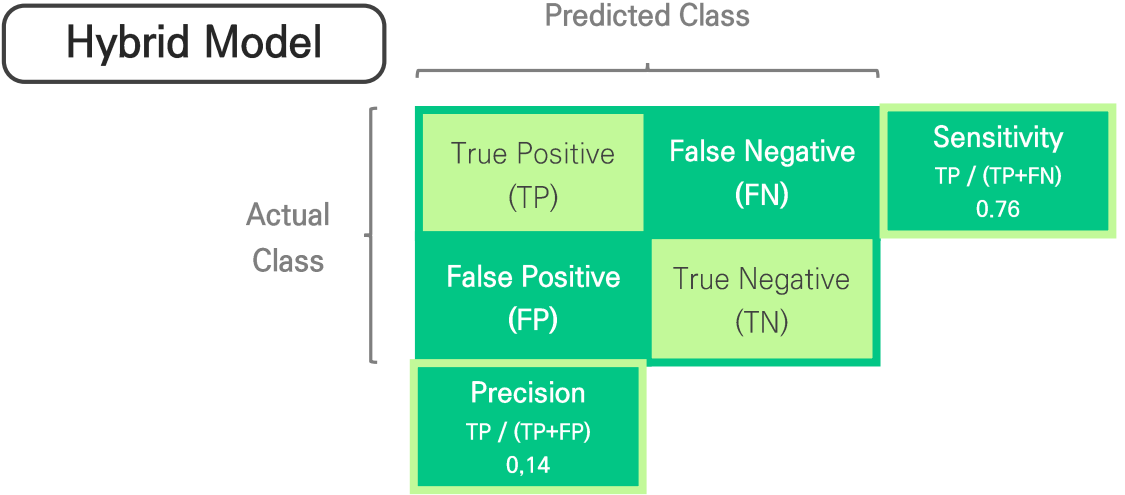 Hybrid Model
Predicted Class
Actual
Class
True Positive
(TP)
False Negative
(FN)
Sensitivity
TP / (TP+FN)
0.76
False Positive
(FP)
True Negative
(TN)
Precision
TP / (TP+FP)
0,14